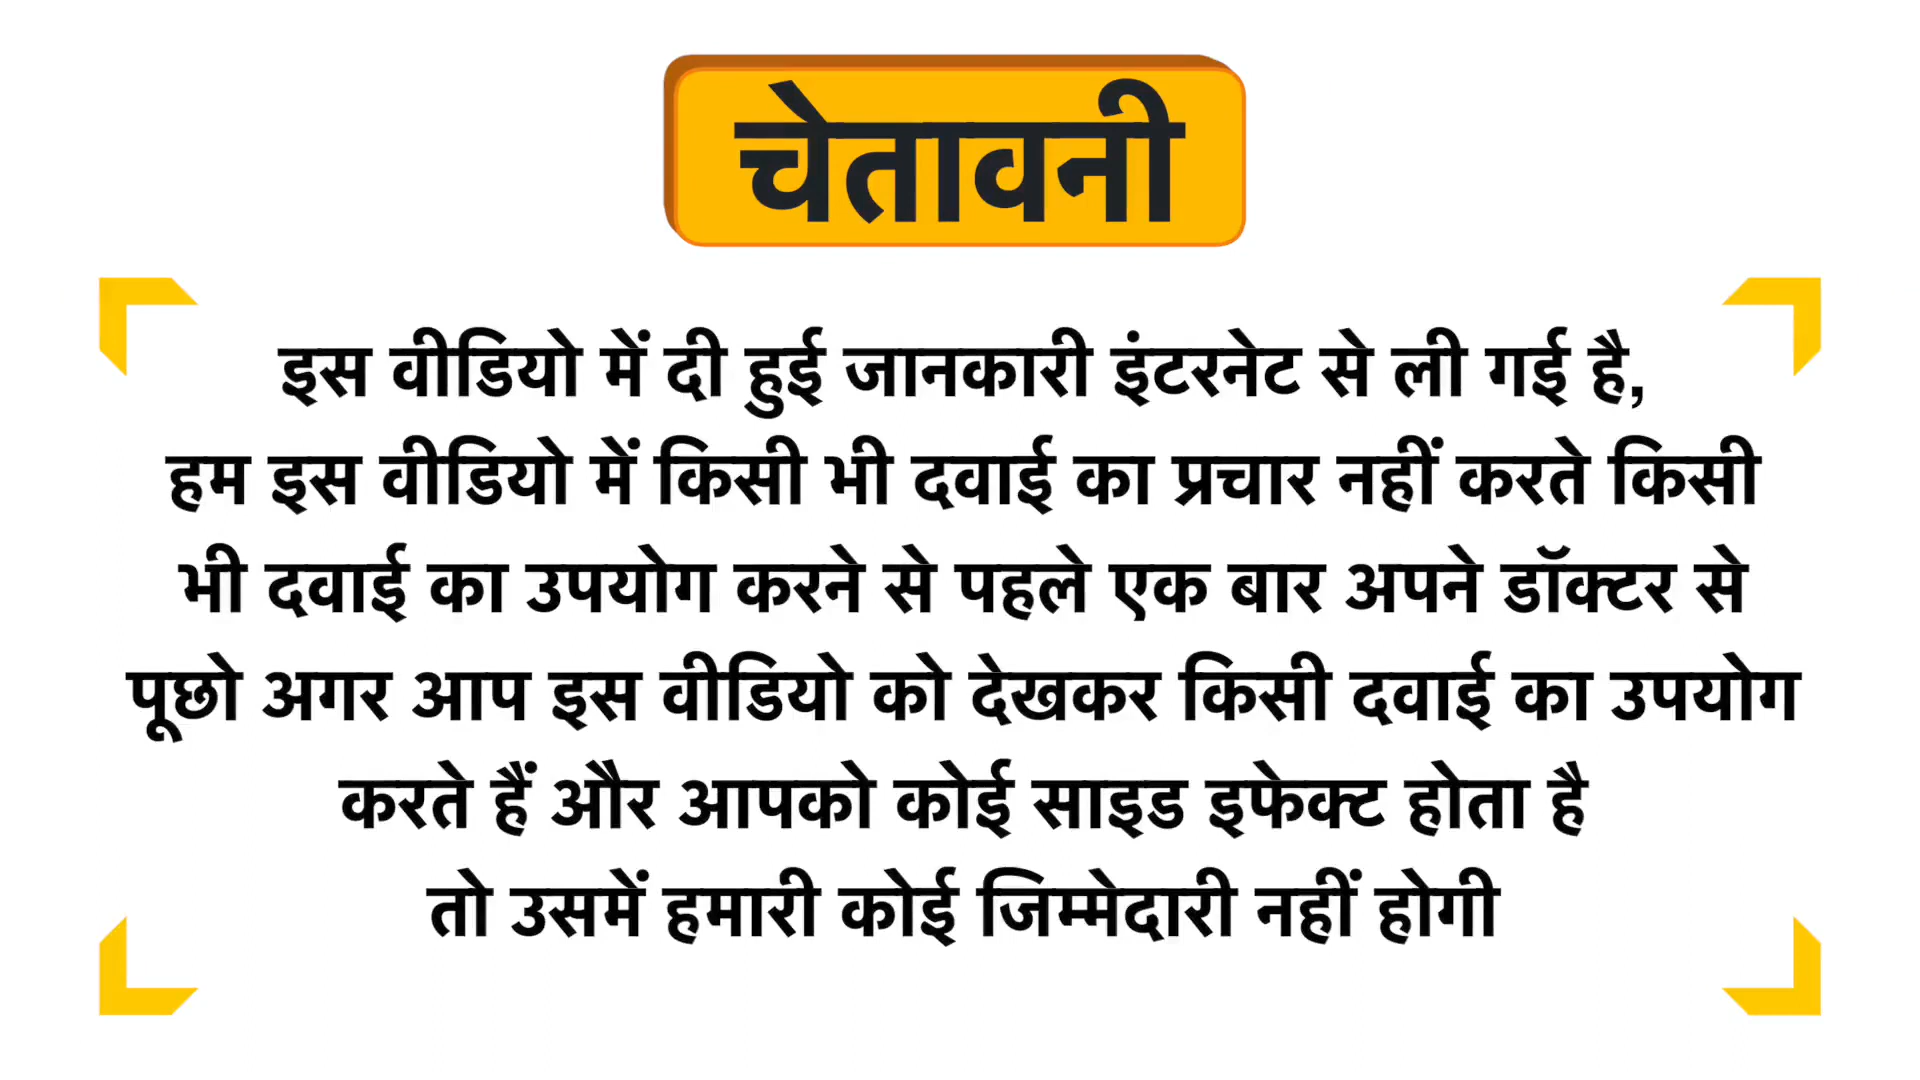 चेतावनी
इस वीडियो में दी हुई जानकारी इंटरनेट से ली गई है,
हम इस वीडियो में किसी भी दवाई का प्रचार नहीं करते किसी
भी दवाई का उपयोग करने से पहले एक बार अपने डॉक्टर से
पूछो अगर आप इस वीडियो को देखकर किसी दवाई का उपयोग
करते हैं और आपको कोई साइड इफेक्ट होता है
तो उसमें हमारी कोई जिम्मेदारी नहीं होगी